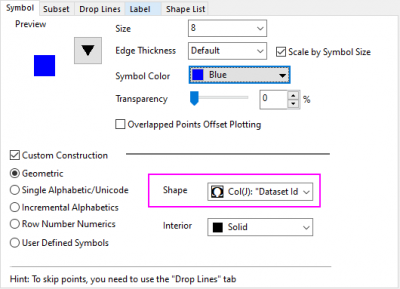 Symbol Subset Drop Lines Label Shape List
Preview
Size 8
Edge Thickness Default Scale by Symbol Size
Symbol Color Blue
Transparency 0 %
Overlapped Points Offset Plotting
Custom Construction
Geometric
Single Alphabetic/Unicode
Incremental Alphabetics
Row Number Numerics
User Defined Symbols
Shape Col(J): "Dataset Id
Interior Solid
Hint: To skip points, you need to use the "Drop Lines" tab